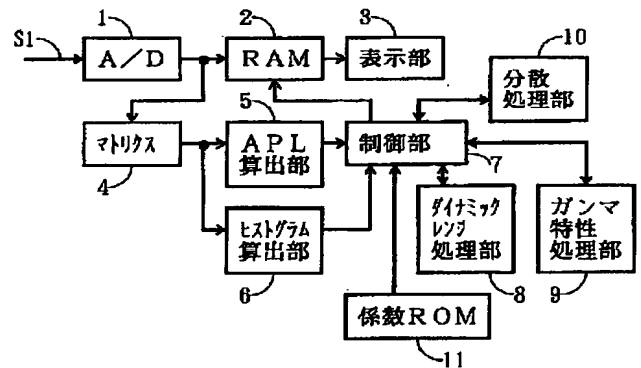 S1
1
A/D
2
RAM
3
表示部
10
分散
処理部
4
マトリクス
5
APL
算出部
7
制御部
6
ヒストグラム
算出部
8
ダイナミック
レンジ
処理部
9
ガンマ
特性
処理部
11
係数ROM